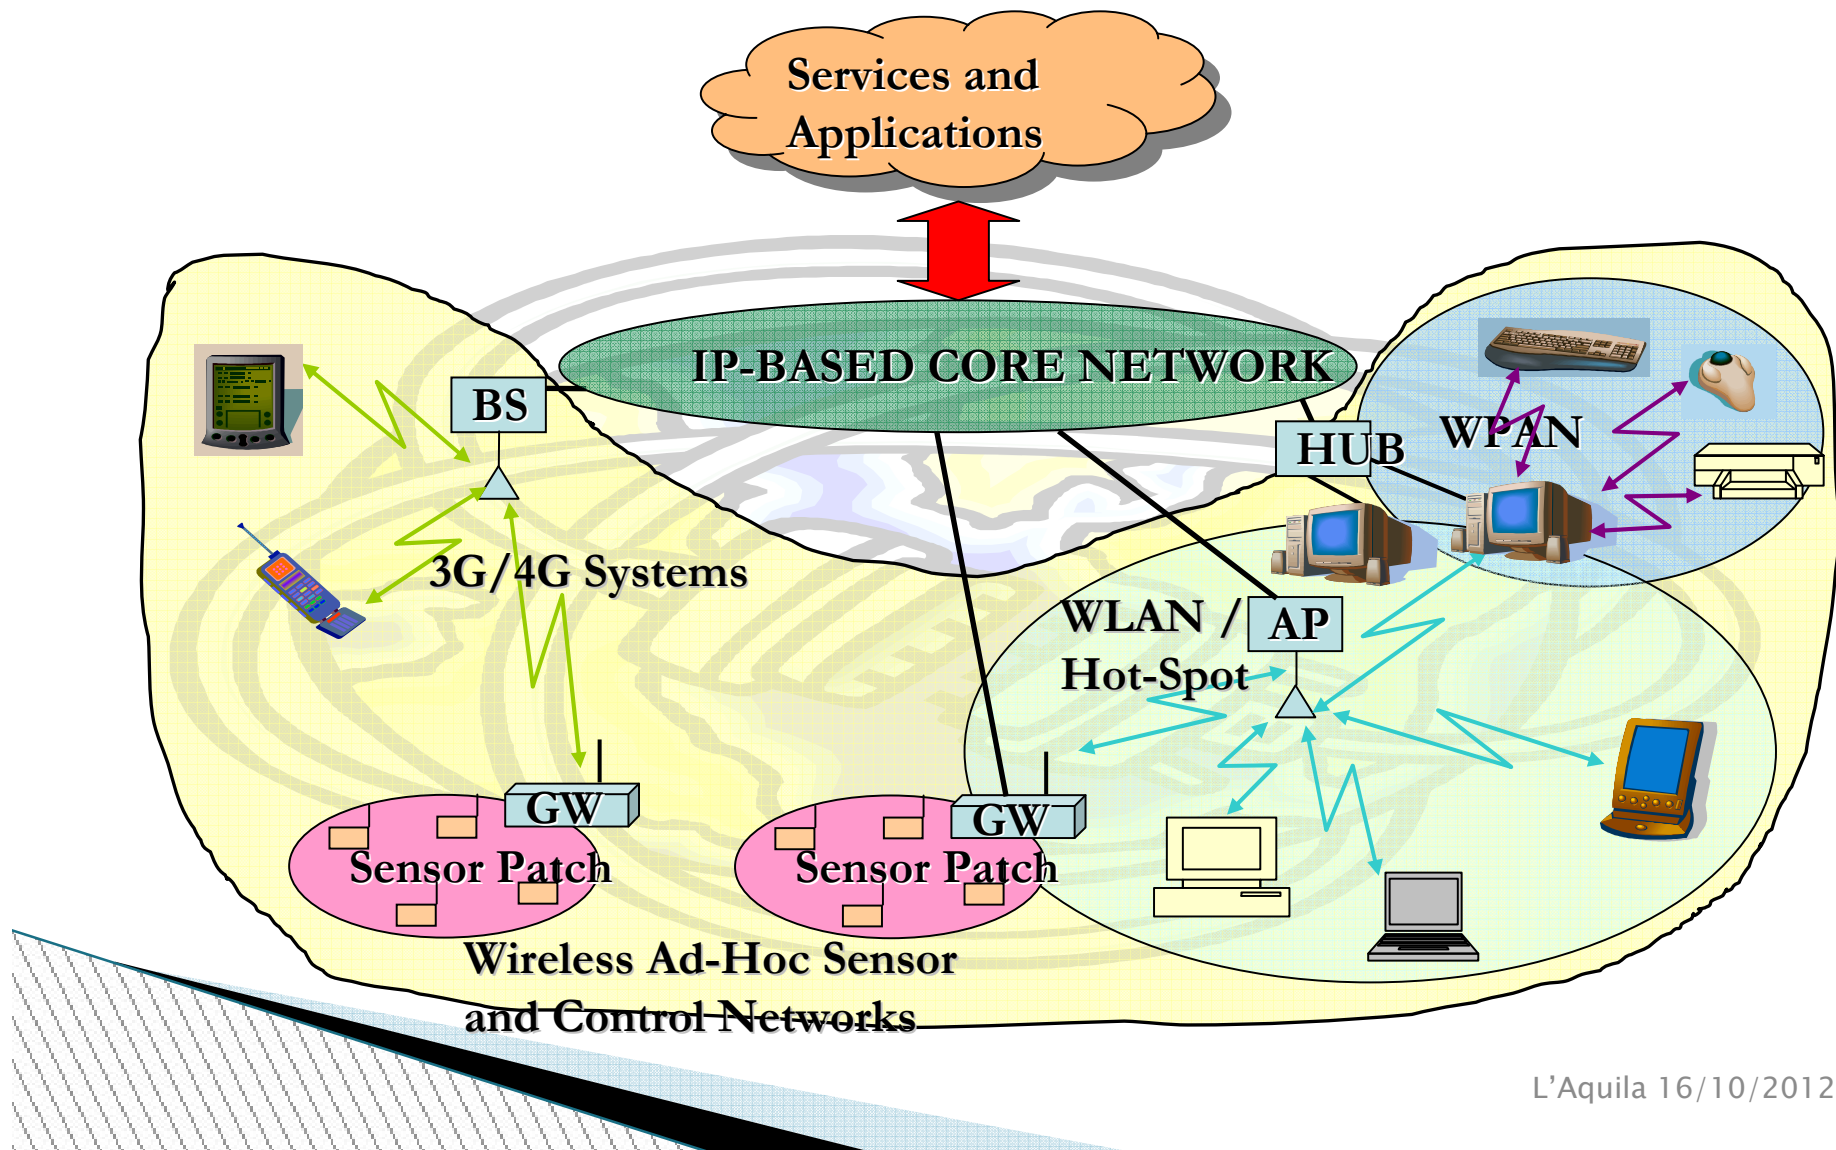 Services and
Applications
IP-BASED CORE NETWORK
BS
HUB
WPAN
3G/4G Systems
WLAN /
Hot-Spot
AP
GW
Sensor Patch
GW
Sensor Patch
Wireless Ad-Hoc Sensor
and Control Networks
L’Aquila 16/10/2012